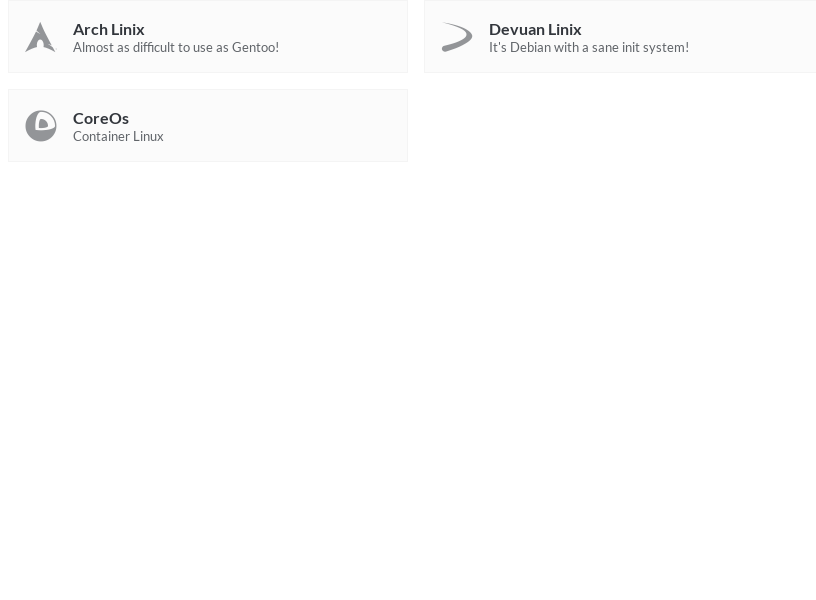 Arch Linix
Almost as difficult to use as Gentoo!
Devuan Linix
It's Debian with a sane init system!
CoreOs
Container Linux